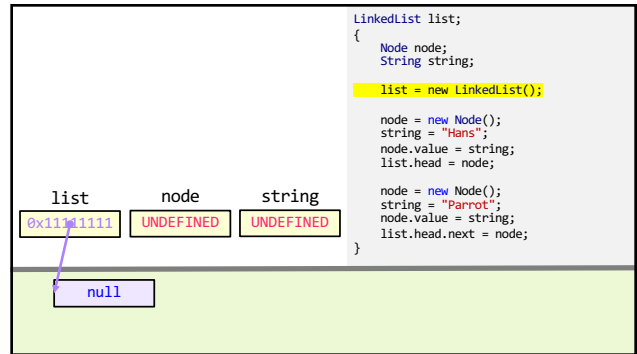 LinkedList list;
{
Node node;
String string;
list = new LinkedList();
node = new Node();
string = "Hans";
node.value = string;
list.head = node;
node = new Node();
string = "Parrot";
node.value = string;
list.head.next = node;
}
list node string
0x11111111 UNDEFINED UNDEFINED
null